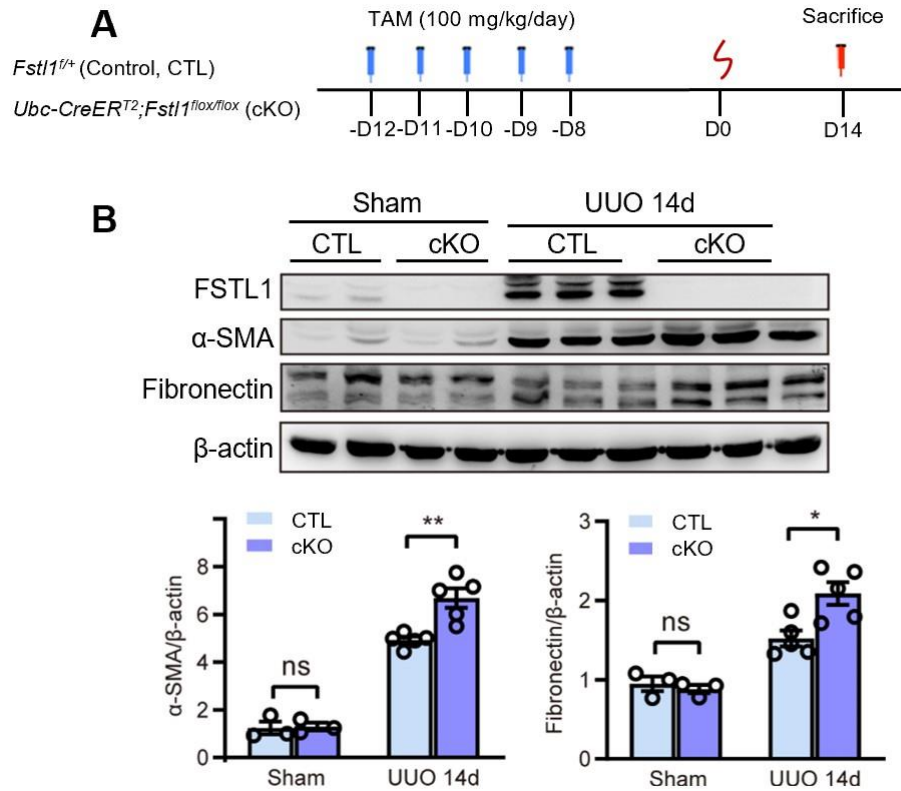 A
TAM (100 mg/kg/day)
Sacrifice
Fstl1f/+ (Control, CTL)
Ubc-CreERT2;Fstl1flox/flox (cKO)
-D12 -D11 -D10 -D9 -D8 D0 D14
B
Sham UUO 14d
CTL cKO CTL cKO
FSTL1
α-SMA
Fibronectin
β-actin
CTL
cKO
**
ns
α-SMA/β-actin
8
6
4
2
0
Sham UUO 14d
CTL
cKO
*
ns
Fibronectin/β-actin
3
2
1
0
Sham UUO 14d